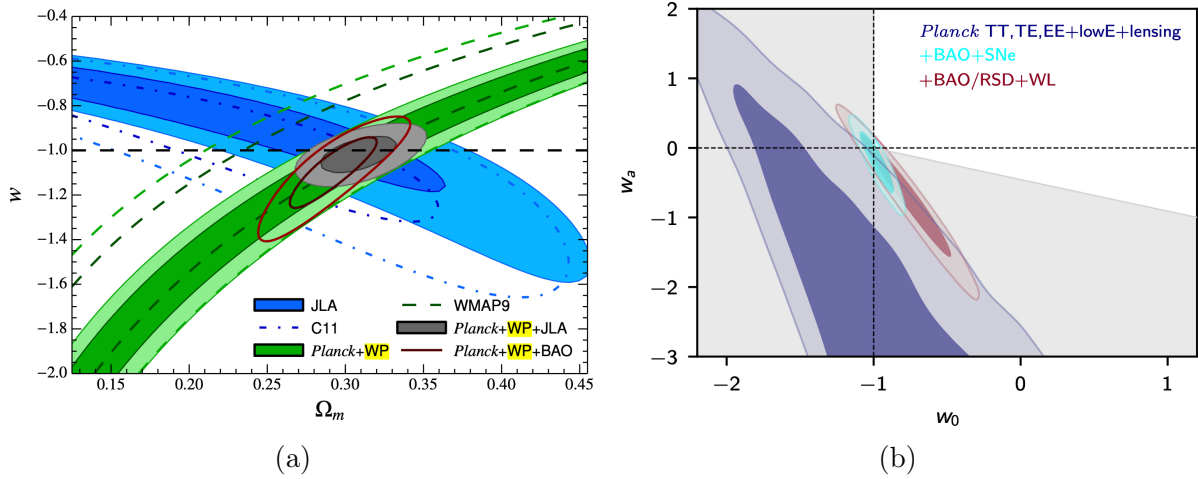 −0.4
−0.6
−0.8
−1.0
−1.2
−1.4
−1.6
−1.8
−2.0
w
0.15 0.20 0.25 0.30 0.35 0.40 0.45
Ωm
JLA
C11
Planck+WP
WMAP9
Planck+WP+JLA
Planck+WP+BAO
(a)
2
1
0
−1
−2
−3
wa
−2 −1 0 1
w0
Planck TT,TE,EE+lowE+lensing
+BAO+SNe
+BAO/RSD+WL
(b)